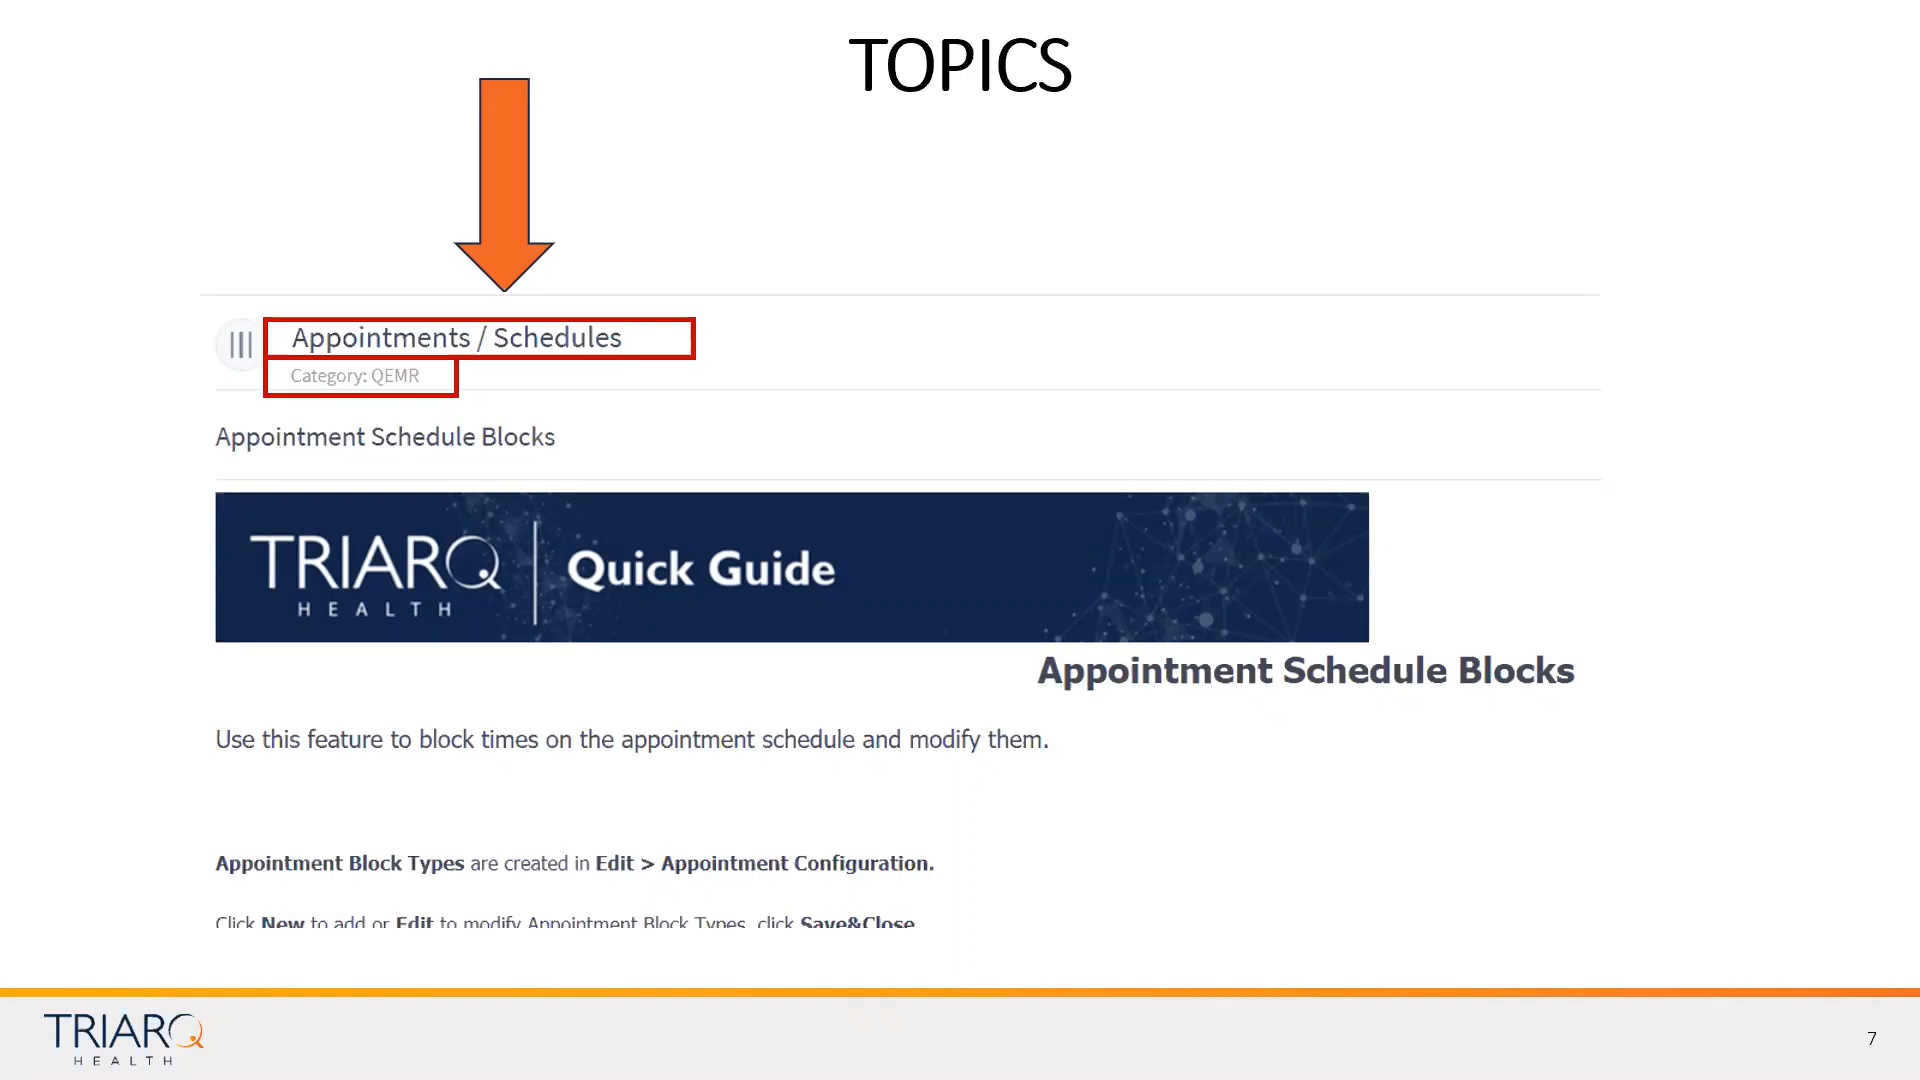 TOPICS
Appointments / Schedules
Category: QEMR
Appointment Schedule Blocks
TRIARQ
HEALTH
Quick Guide
Appointment Schedule Blocks
Use this feature to block times on the appointment schedule and modify them.
Appointment Block Types are created in Edit > Appointment Configuration.
Click New to add or Edit to modify Appointment Block Types, click Save&Close
TRIARQ
HEALTH
7